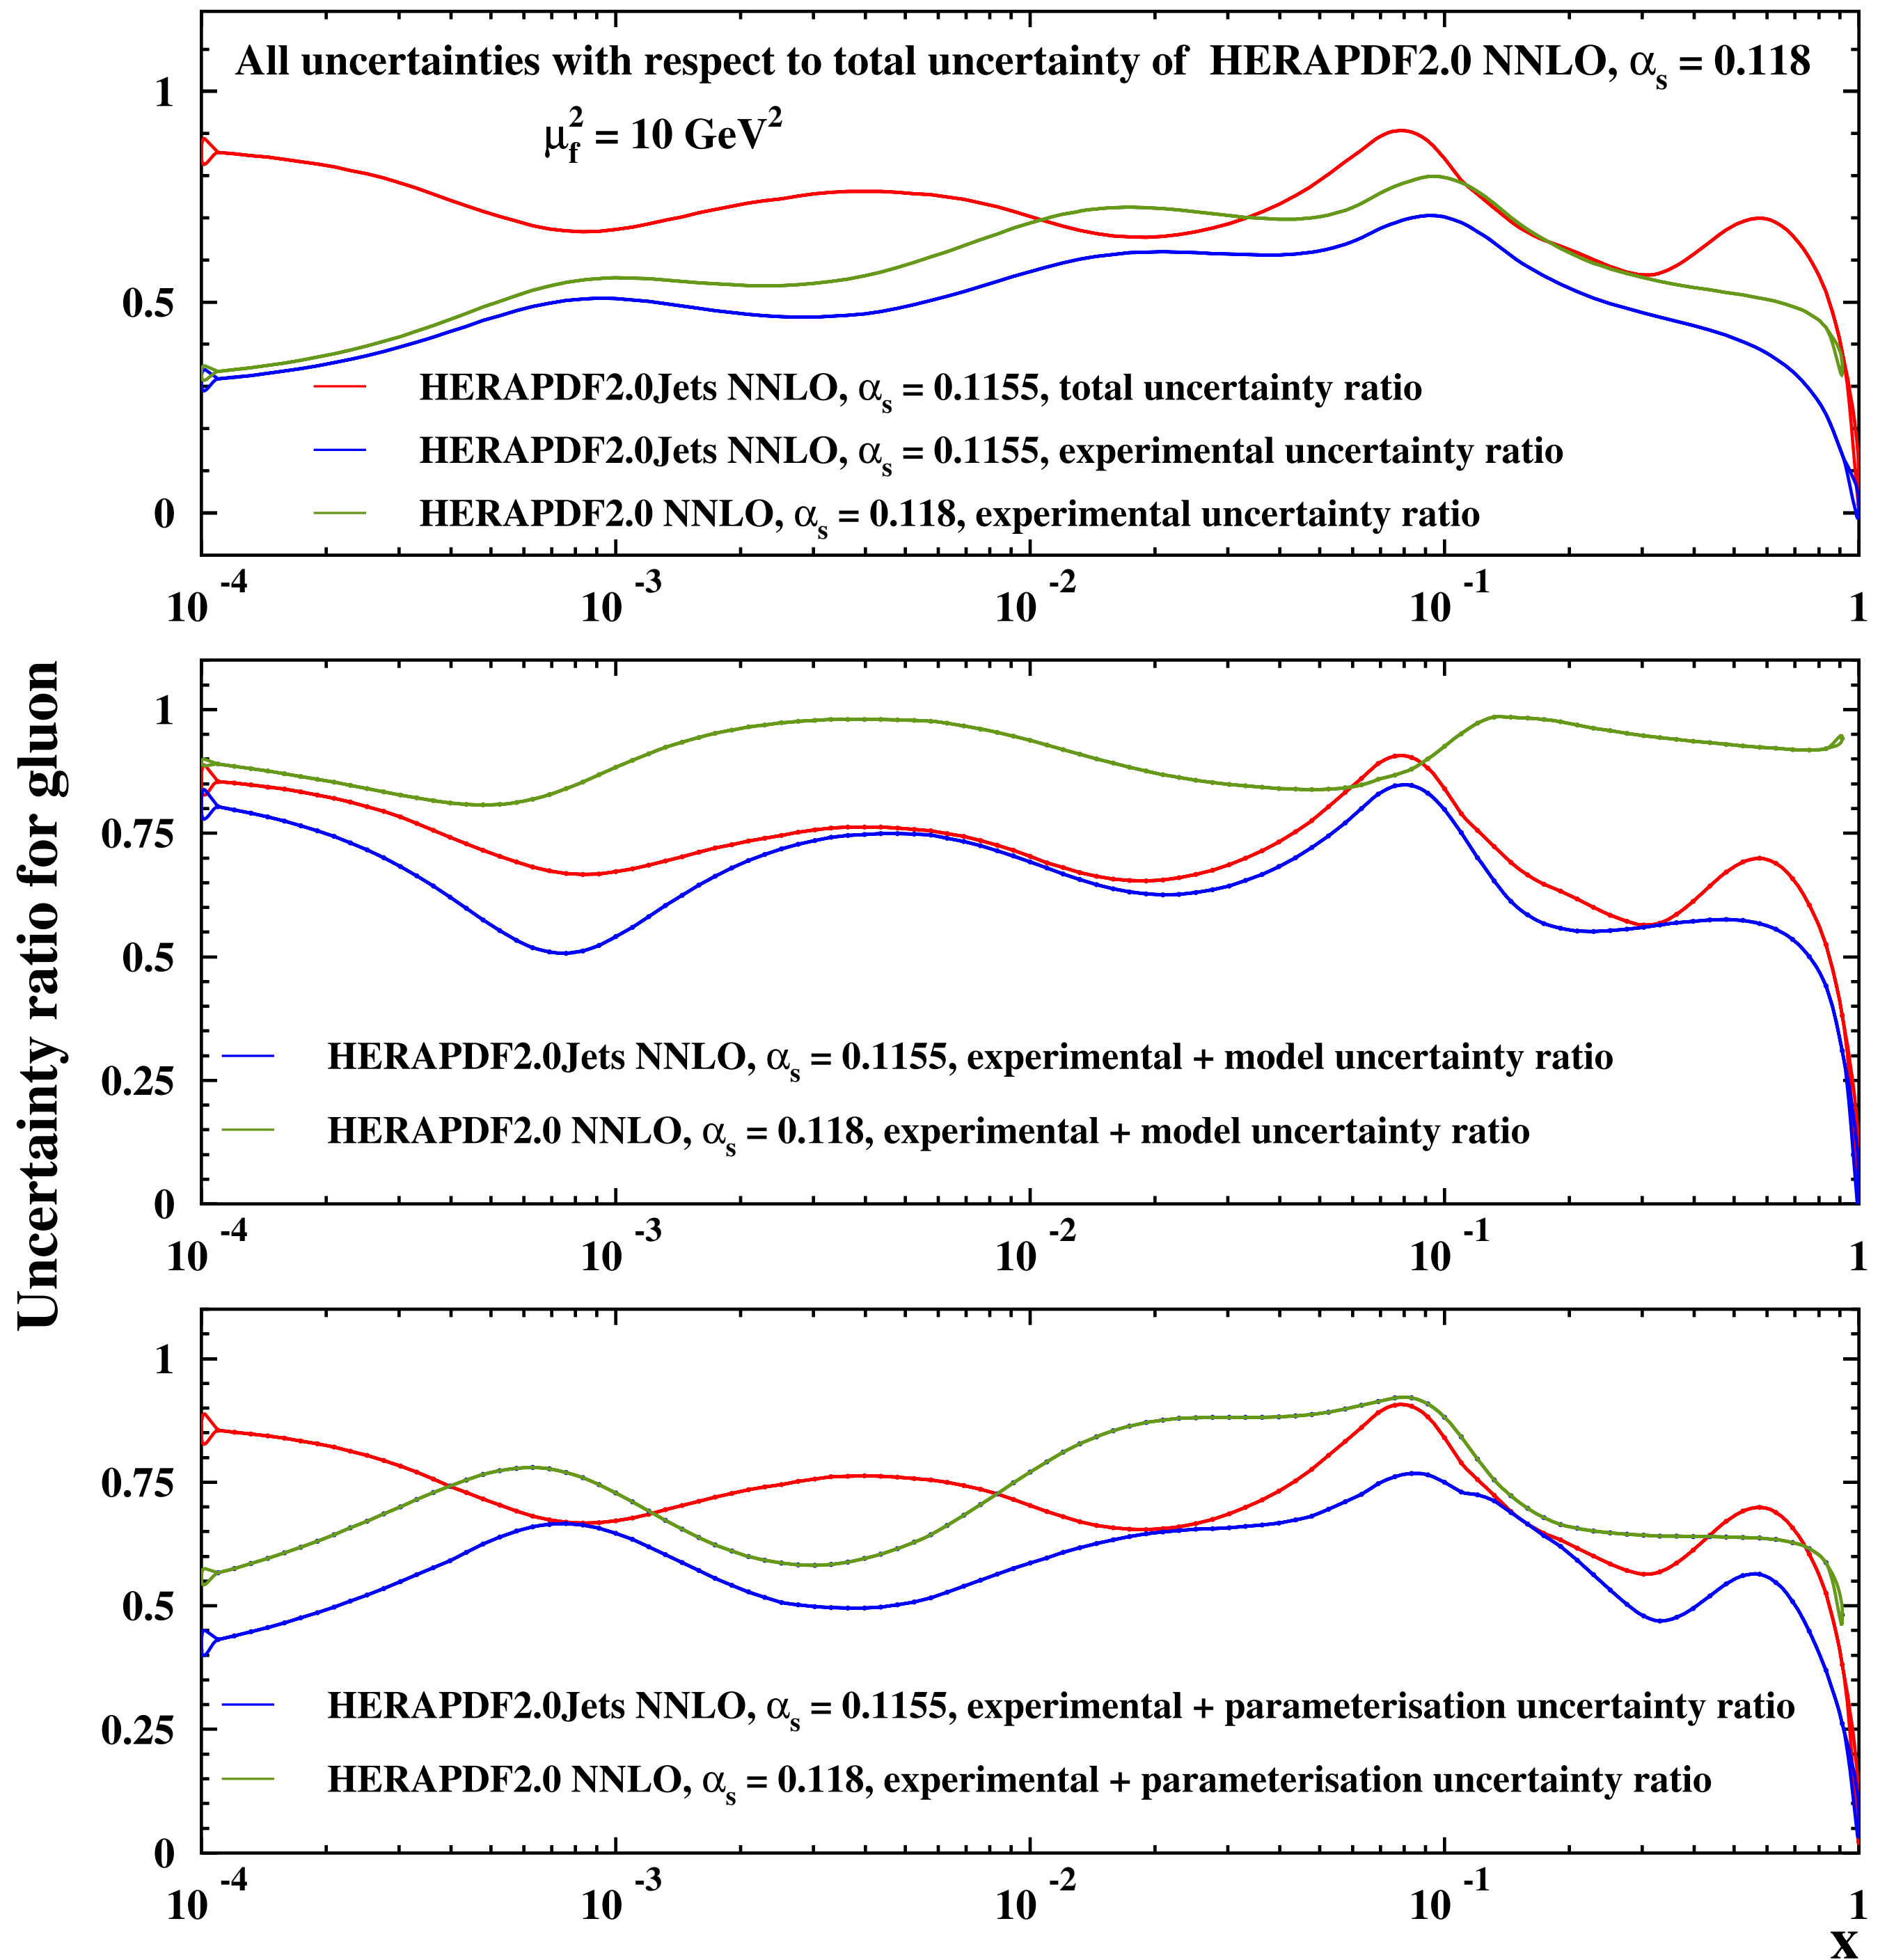 All uncertainties with respect to total uncertainty of HERAPDF2.0 NNLO, αs = 0.118
μf² = 10 GeV²
1
0.5
0
HERAPDF2.0Jets NNLO, αs = 0.1155, total uncertainty ratio
HERAPDF2.0Jets NNLO, αs = 0.1155, experimental uncertainty ratio
HERAPDF2.0 NNLO, αs = 0.118, experimental uncertainty ratio
10⁻⁴ 10⁻³ 10⁻² 10⁻¹ 1
Uncertainty ratio for gluon
1
0.75
0.5
0.25
0
HERAPDF2.0Jets NNLO, αs = 0.1155, experimental + model uncertainty ratio
HERAPDF2.0 NNLO, αs = 0.118, experimental + model uncertainty ratio
10⁻⁴ 10⁻³ 10⁻² 10⁻¹ 1
1
0.75
0.5
0.25
0
HERAPDF2.0Jets NNLO, αs = 0.1155, experimental + parameterisation uncertainty ratio
HERAPDF2.0 NNLO, αs = 0.118, experimental + parameterisation uncertainty ratio
10⁻⁴ 10⁻³ 10⁻² 10⁻¹ 1
x